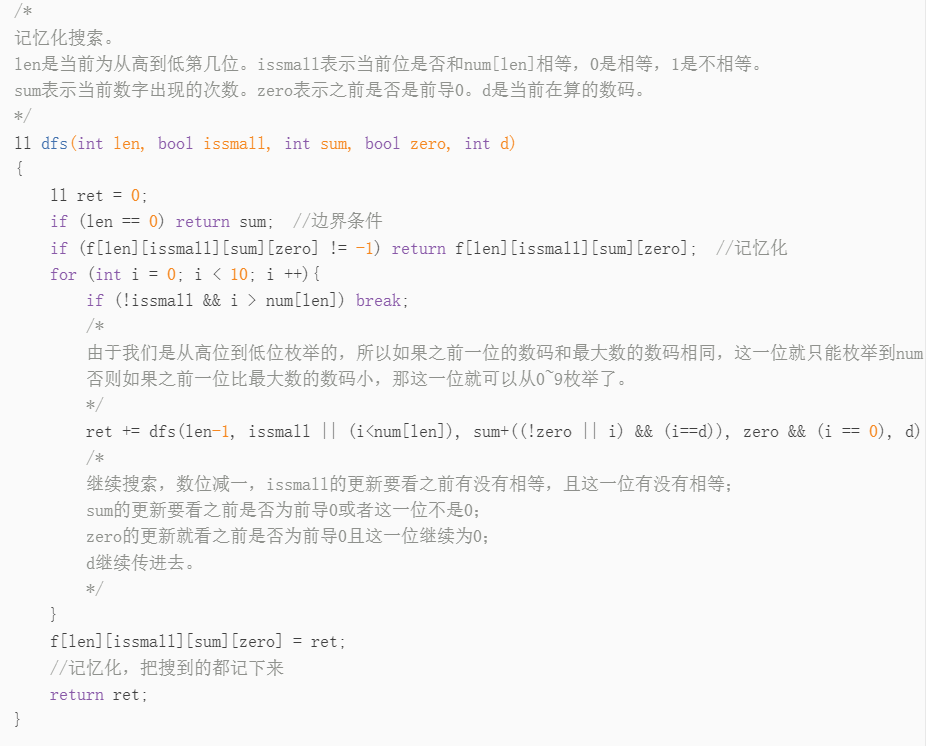 /*
记忆化搜索。
len是当前为从高到低第几位。issmall表示当前位是否和num[len]相等，0是相等，1是不相等。
sum表示当前数字出现的次数。zero表示之前是否是前导0。d是当前在算的数码。
*/
ll dfs(int len, bool issmall, int sum, bool zero, int d)
{
    ll ret = 0;
    if (len == 0) return sum;  //边界条件
    if (f[len][issmall][sum][zero] != -1) return f[len][issmall][sum][zero];  //记忆化
    for (int i = 0; i < 10; i ++){
        if (!issmall && i > num[len]) break;
        /*
        由于我们是从高位到低位枚举的，所以如果之前一位的数码和最大数的数码相同，这一位就只能枚举到num
        否则如果之前一位比最大数的数码小，那这一位就可以从0~9枚举了。
        */
        ret += dfs(len-1, issmall || (i<num[len]), sum+((!zero || i) && (i==d)), zero && (i == 0), d)
        /*
        继续搜索，数位减一，issmall的更新要看之前有没有相等，且这一位有没有相等；
        sum的更新要看之前是否为前导0或者这一位不是0；
        zero的更新就看之前是否为前导0且这一位继续为0；
        d继续传进去。
        */
    }
    f[len][issmall][sum][zero] = ret;
    //记忆化，把搜到的都记下来
    return ret;
}